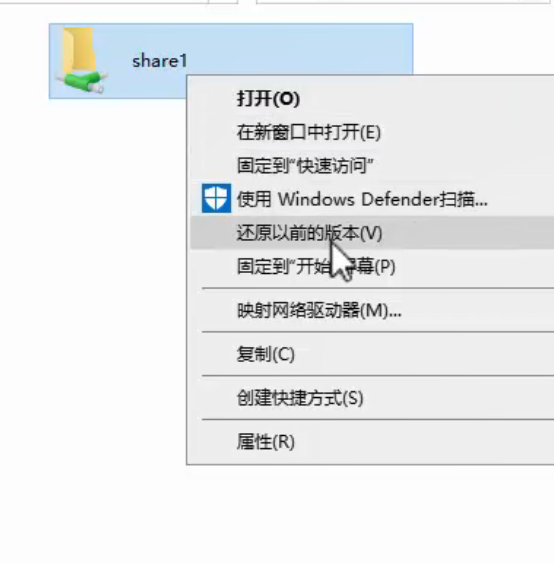 share1
打开(O)
在新窗口中打开(E)
固定到"快速访问"
使用 Windows Defender扫描...
还原以前的版本(V)
固定到"开始"屏幕(P)
映射网络驱动器(M)...
复制(C)
创建快捷方式(S)
属性(R)